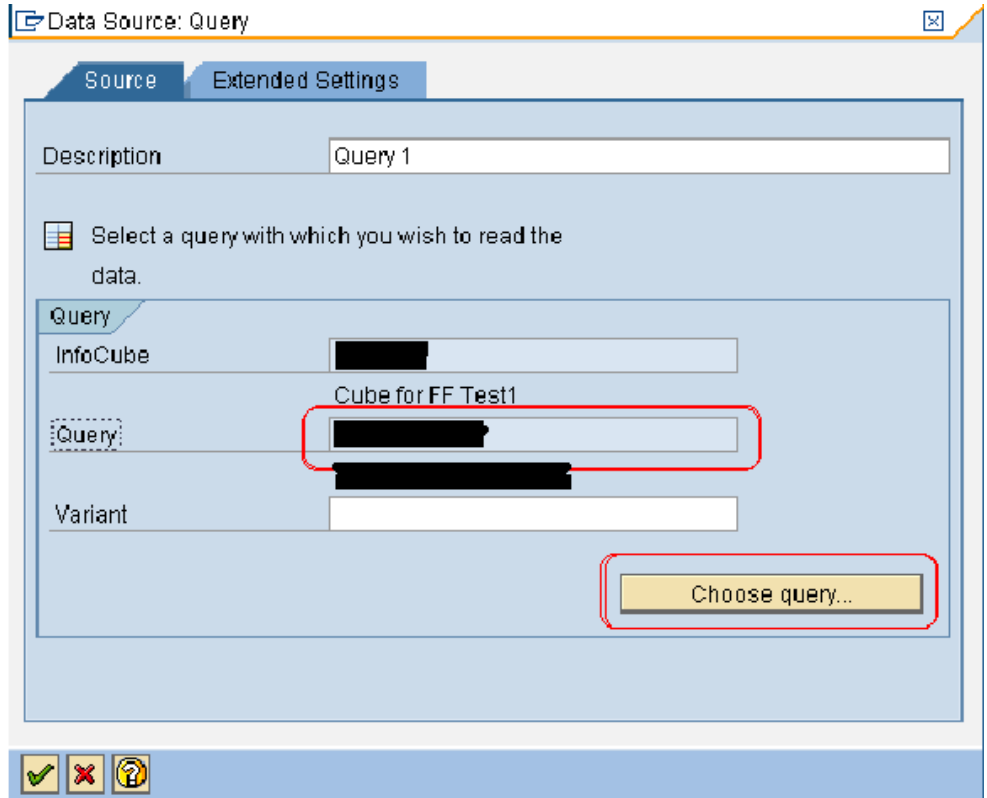 Data Source: Query
Source Extended Settings
Description Query 1
Select a query with which you wish to read the
data.
Query
InfoCube
Cube for FF Test1
Query
Variant
Choose query...